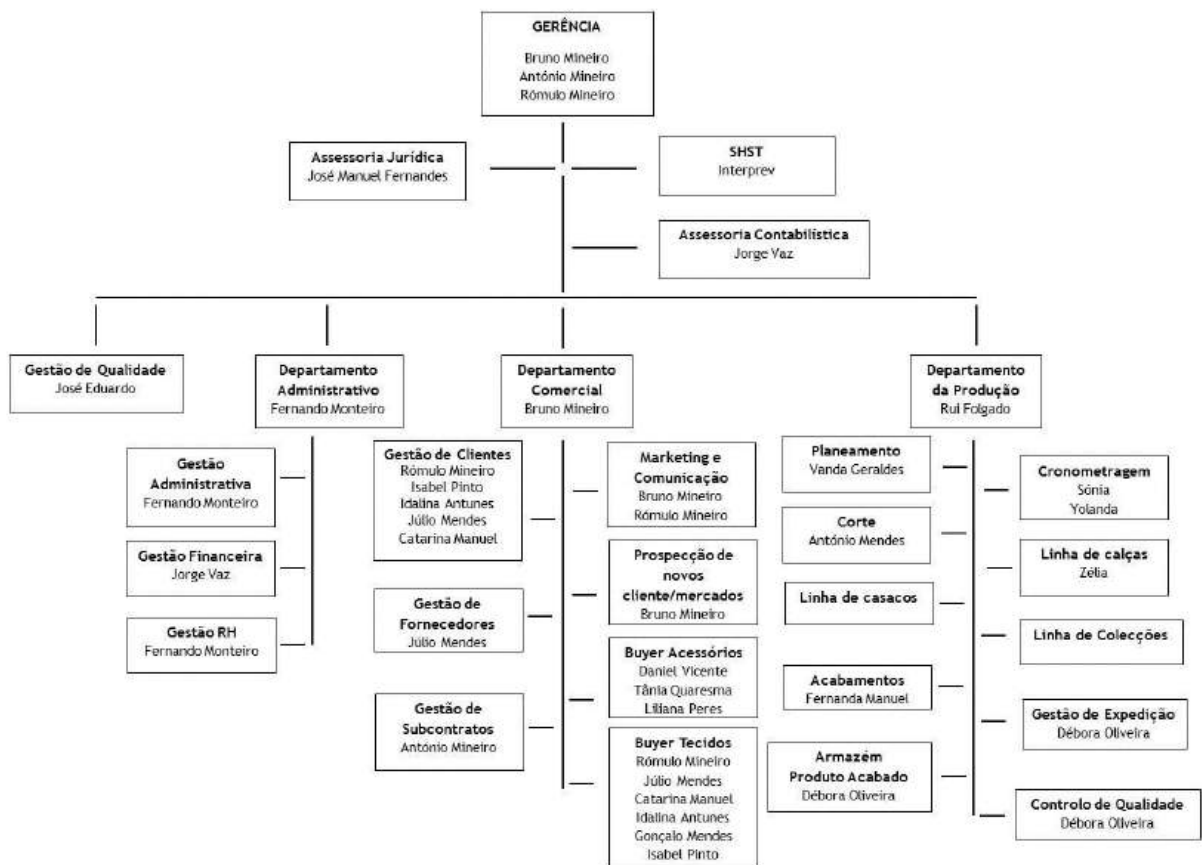 GERÊNCIA
Bruno Mineiro
António Mineiro
Rómulo Mineiro
Assessoria Jurídica
José Manuel Fernandes
SHST
Interprev
Assessoria Contabilística
Jorge Vaz
Gestão de Qualidade
José Eduardo
Departamento
Administrativo
Fernando Monteiro
Departamento
Comercial
Bruno Mineiro
Departamento
da Produção
Rui Folgado
Gestão
Administrativa
Fernando Monteiro
Gestão Financeira
Jorge Vaz
Gestão RH
Fernando Monteiro
Gestão de Clientes
Rómulo Mineiro
Isabel Pinto
Idalina Antunes
Júlio Mendes
Catarina Manuel
Gestão de
Fornecedores
Júlio Mendes
Gestão de
Subcontratos
António Mineiro
Marketing e
Comunicação
Bruno Mineiro
Rómulo Mineiro
Prospecção de
novos
cliente/mercados
Bruno Mineiro
Buyer Acessórios
Daniel Vicente
Tânia Quaresma
Liliana Peres
Buyer Tecidos
Rómulo Mineiro
Júlio Mendes
Catarina Manuel
Idalina Antunes
Gonçalo Mendes
Isabel Pinto
Planeamento
Vanda Geraldes
Corte
António Mendes
Linha de casacos
Acabamentos
Fernanda Manuel
Armazém
Produto Acabado
Débora Oliveira
Cronometragem
Sónia
Yolanda
Linha de calças
Zélia
Linha de Colecções
Gestão de Expedição
Débora Oliveira
Controlo de Qualidade
Débora Oliveira